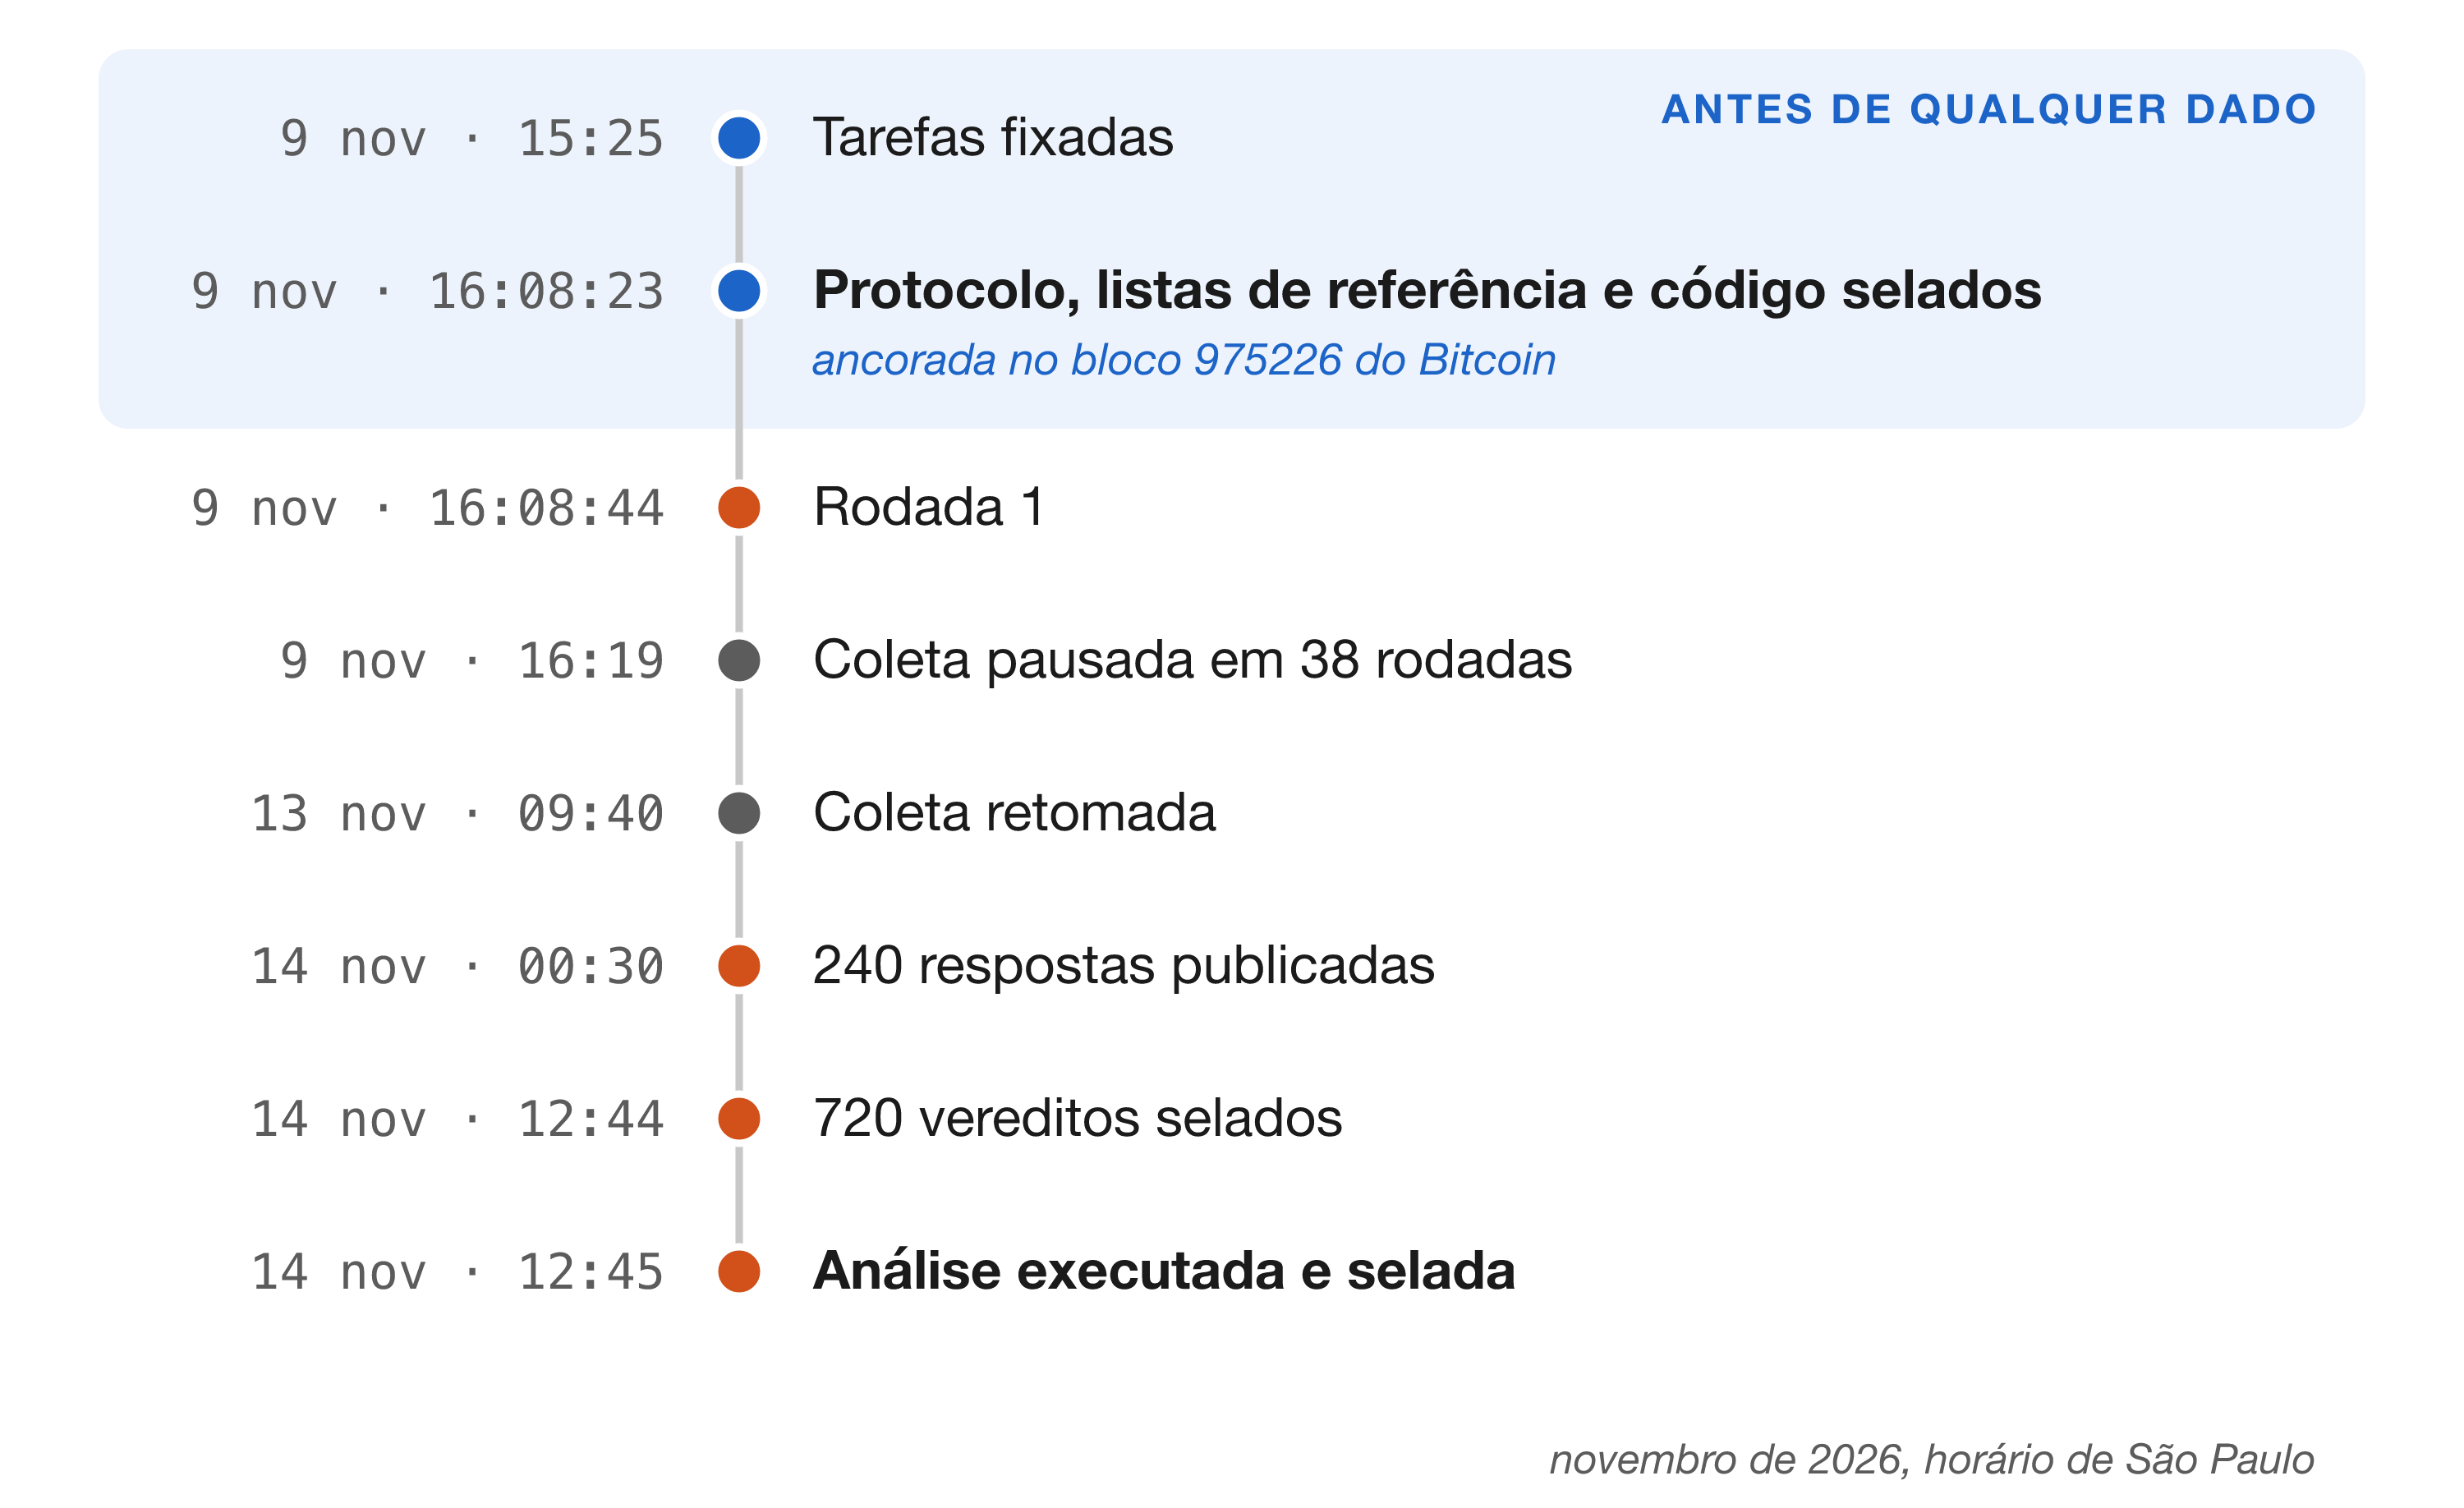 ANTES DE QUALQUER DADO
9 nov · 15:25 Tarefas fixadas
9 nov · 16:08:23 Protocolo, listas de referência e código selados
ancorada no bloco 975226 do Bitcoin
9 nov · 16:08:44 Rodada 1
9 nov · 16:19 Coleta pausada em 38 rodadas
13 nov · 09:40 Coleta retomada
14 nov · 00:30 240 respostas publicadas
14 nov · 12:44 720 vereditos selados
14 nov · 12:45 Análise executada e selada
novembro de 2026, horário de São Paulo